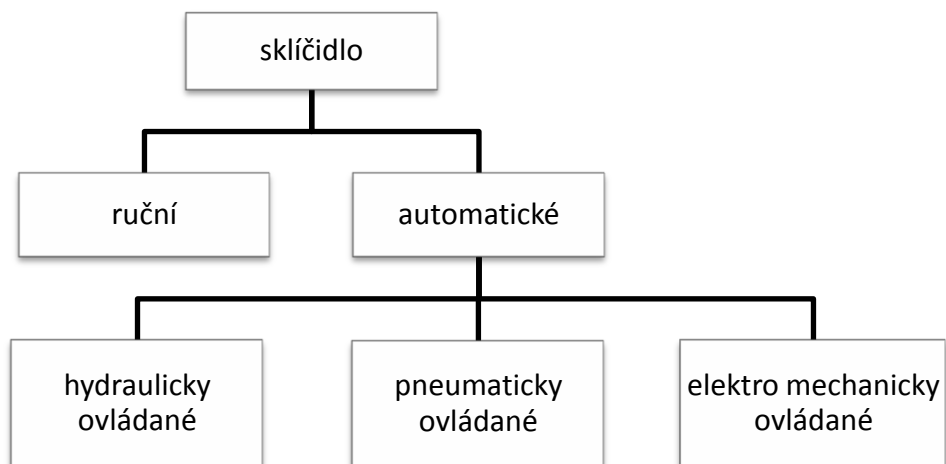 sklíčidlo
ruční
automatické
hydraulicky
ovládané
pneumaticky
ovládané
elektro mechanicky
ovládané